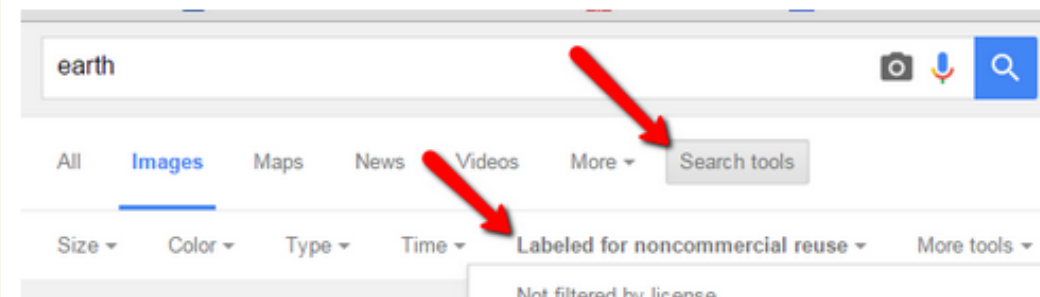 earth
All Images Maps News Videos More Search tools
Size Color Type Time Labeled for noncommercial reuse More tools
Not filtered by license